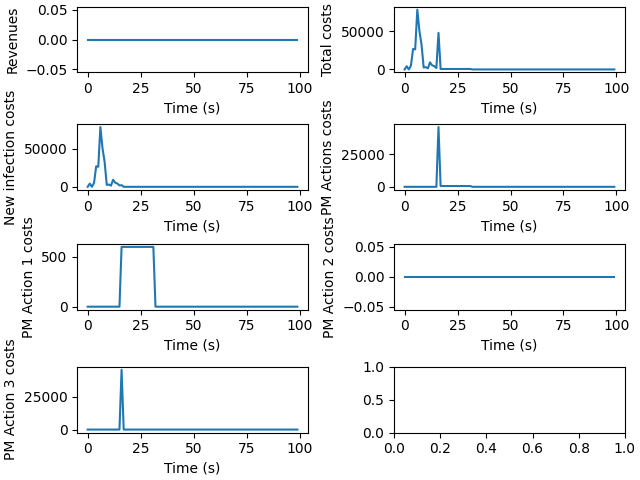 Revenues
0.05
0.00
−0.05
0 25 50 75 100
Time (s)
Total costs
50000
0
0 25 50 75 100
Time (s)
New infection costs
50000
0
0 25 50 75 100
Time (s)
PM Actions costs
25000
0
0 25 50 75 100
Time (s)
PM Action 1 costs
500
0
0 25 50 75 100
Time (s)
PM Action 2 costs
0.05
0.00
−0.05
0 25 50 75 100
Time (s)
PM Action 3 costs
25000
0
0 25 50 75 100
Time (s)
1.0
0.5
0.0
0.0 0.2 0.4 0.6 0.8 1.0